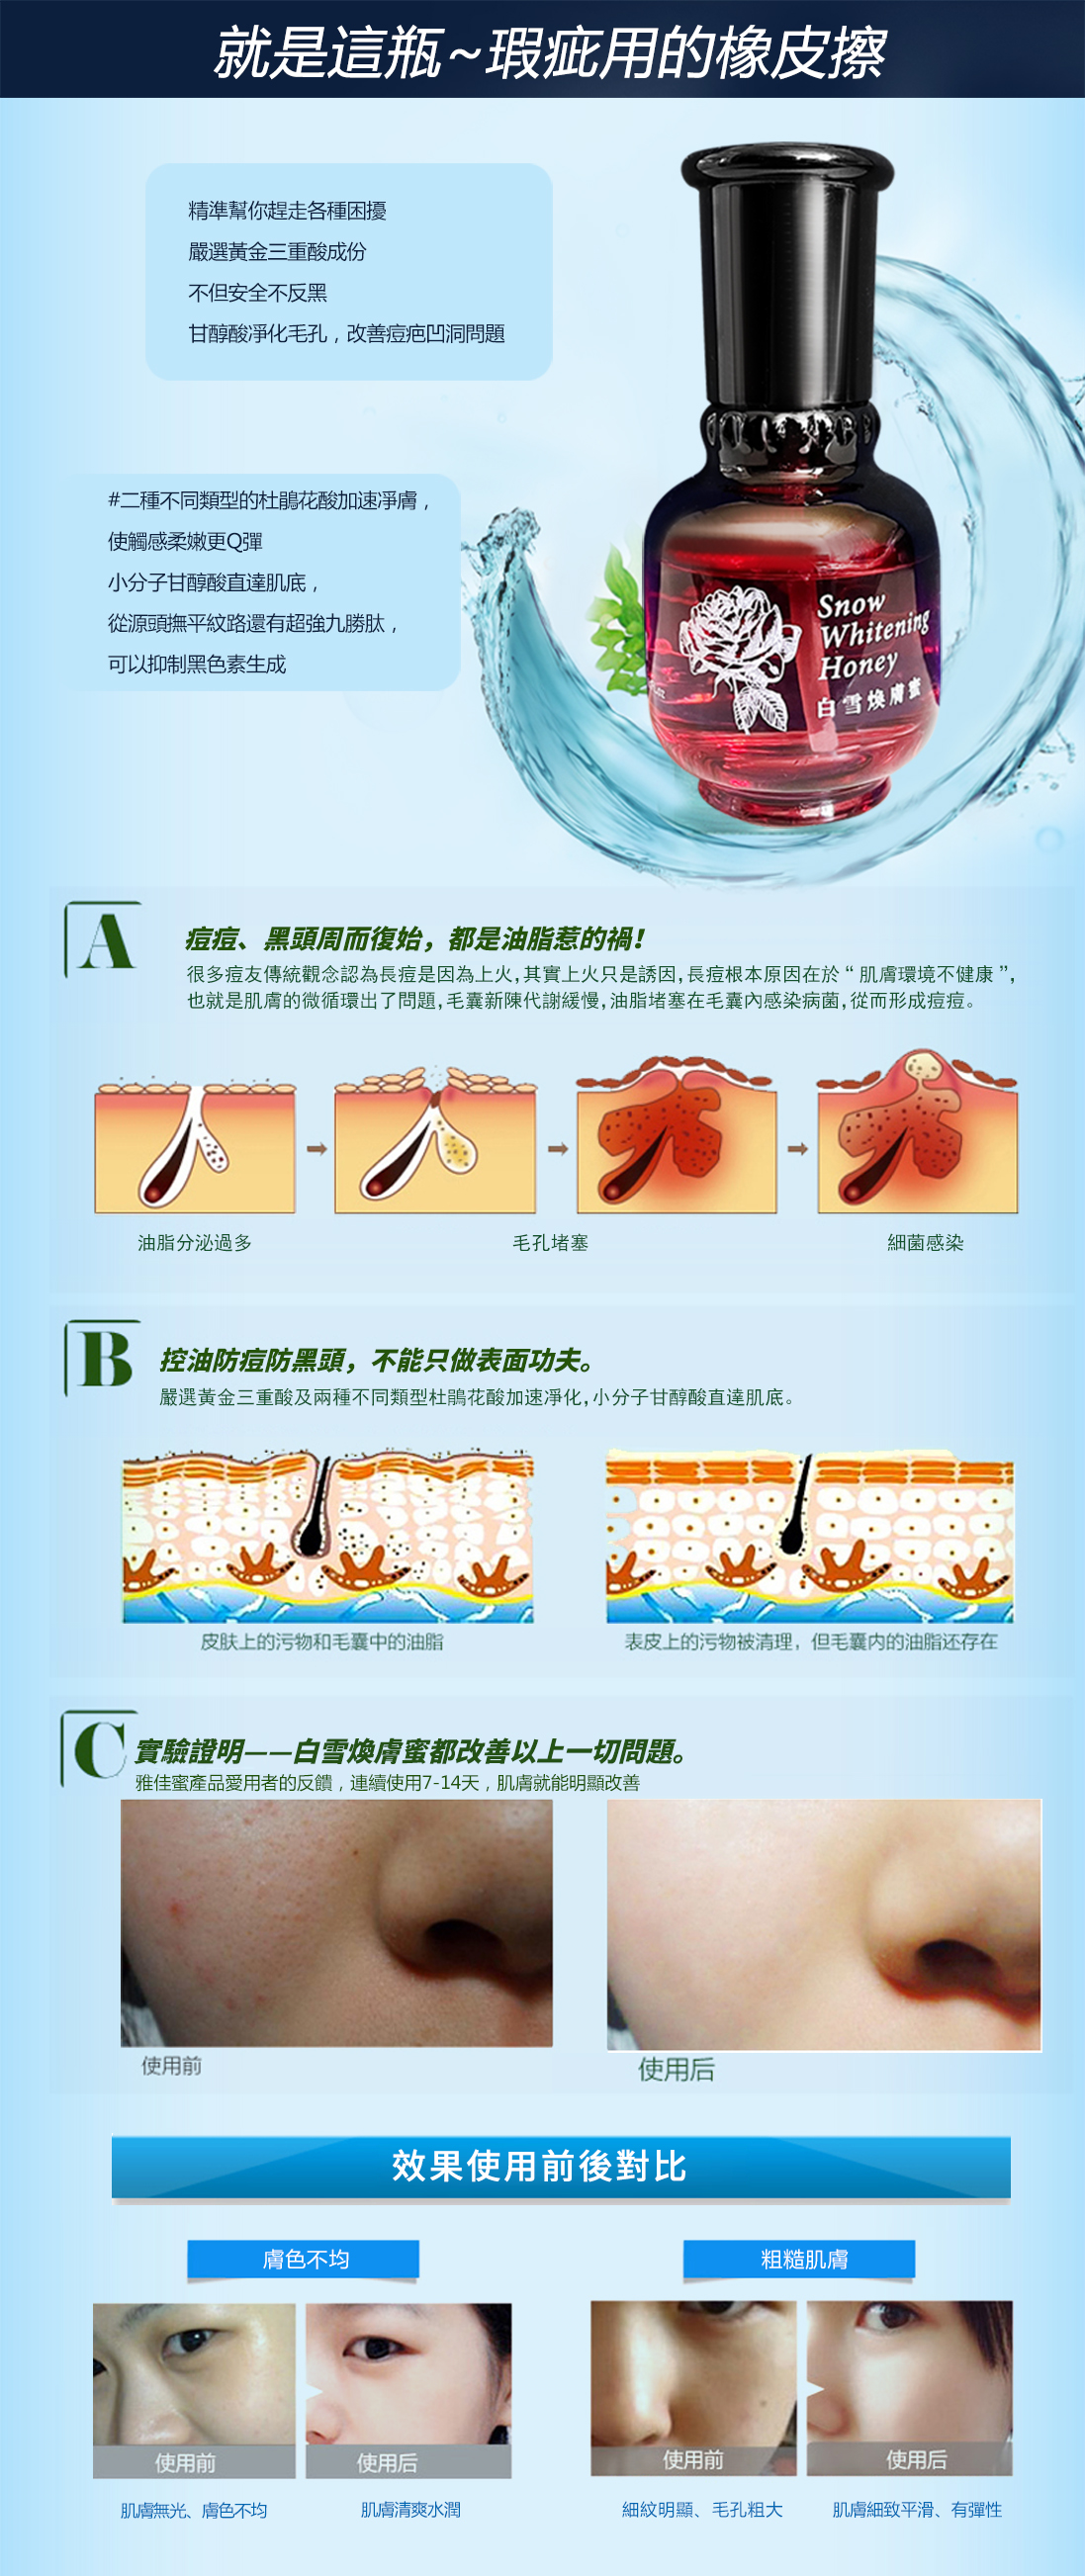 就是這瓶~瑕疵用的橡皮擦
精準幫你趕走各種困擾
嚴選黃金三重酸成份
不但安全不反黑
甘醇酸凈化毛孔，改善痘疤凹洞問題
#二種不同類型的杜鵑花酸加速凈膚，
使觸感柔嫩更Q彈
小分子甘醇酸直達肌底，
從源頭撫平紋路還有超強九勝肽，
可以抑制黑色素生成
Snow
Whitening
Honey
白雪煥膚蜜
A
痘痘、黑頭周而復始，都是油脂惹的禍！
很多痘友傳統觀念認為長痘是因為上火,其實上火只是誘因,長痘根本原因在於“肌膚環境不健康”,
也就是肌膚的微循環出了問題,毛囊新陳代謝緩慢,油脂堵塞在毛囊內感染病菌,從而形成痘痘。
油脂分泌過多
毛孔堵塞
細菌感染
B
控油防痘防黑頭，不能只做表面功夫。
嚴選黃金三重酸及兩種不同類型杜鵑花酸加速凈化,小分子甘醇酸直達肌底。
皮肤上的污物和毛囊中的油脂
表皮上的污物被清理，但毛囊内的油脂还存在
C
實驗證明——白雪煥膚蜜都改善以上一切問題。
雅佳蜜產品愛用者的反饋，連續使用7-14天，肌膚就能明顯改善
使用前
使用后
效果使用前後對比
膚色不均
粗糙肌膚
使用前
使用后
使用前
使用后
肌膚無光、膚色不均
肌膚清爽水潤
細紋明顯、毛孔粗大
肌膚細致平滑、有彈性